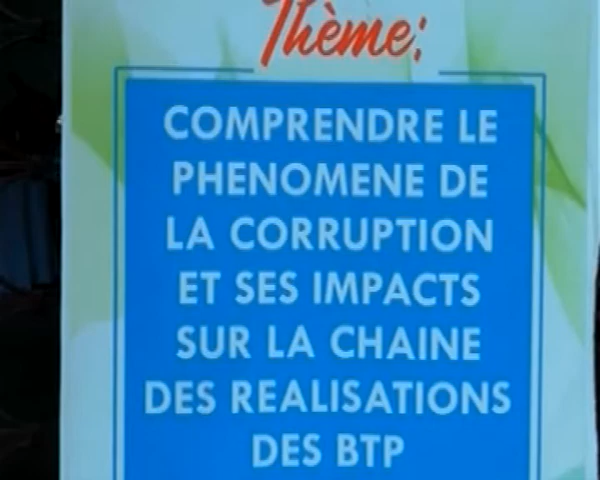 Thème:
COMPRENDRE LE
PHENOMENE DE
LA CORRUPTION
ET SES IMPACTS
SUR LA CHAINE
DES REALISATIONS
DES BTP